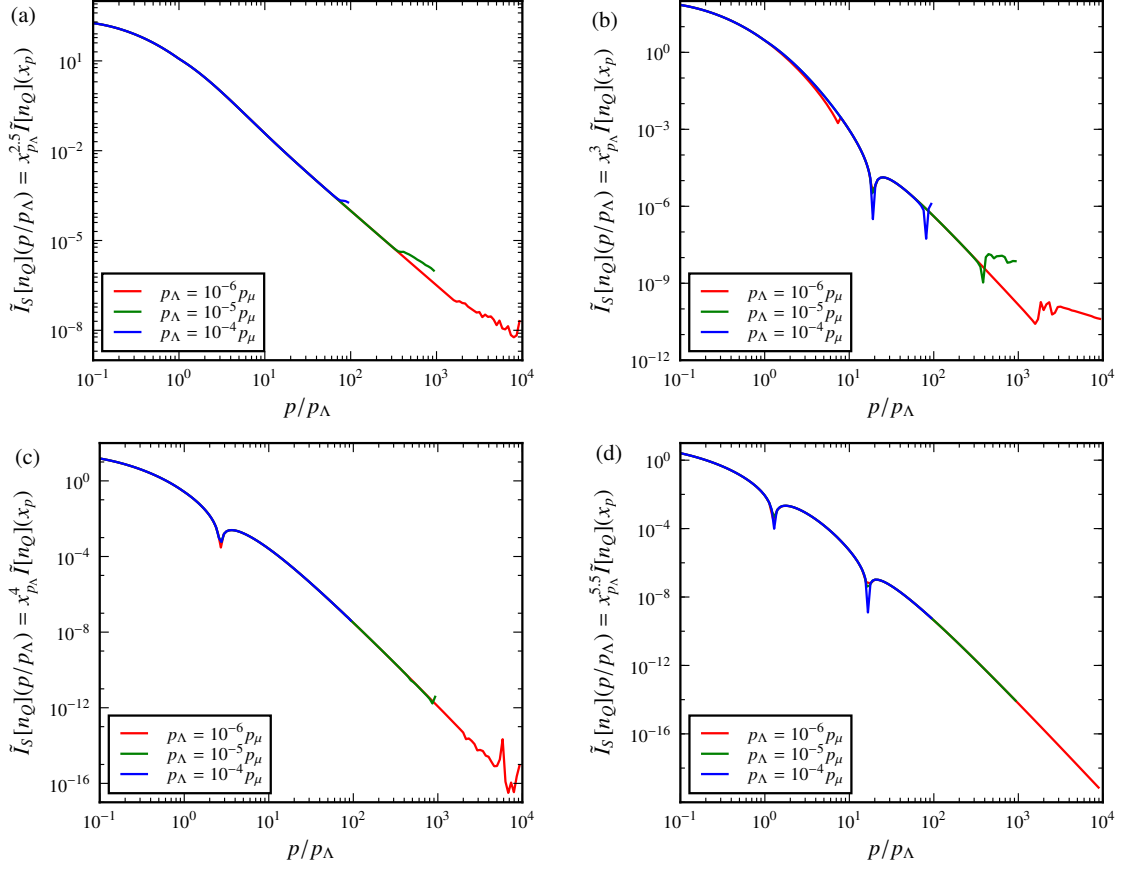 (a)
Ĩ_S[n_Q](p/p_Λ) = x_{p_Λ}^{2.5} Ĩ[n_Q](x_p)
10^1
10^{-2}
10^{-5}
10^{-8}
p_Λ = 10^{-6} p_μ
p_Λ = 10^{-5} p_μ
p_Λ = 10^{-4} p_μ
10^{-1} 10^0 10^1 10^2 10^3 10^4
p/p_Λ
(b)
Ĩ_S[n_Q](p/p_Λ) = x_{p_Λ}^3 Ĩ[n_Q](x_p)
10^0
10^{-3}
10^{-6}
10^{-9}
10^{-12}
p_Λ = 10^{-6} p_μ
p_Λ = 10^{-5} p_μ
p_Λ = 10^{-4} p_μ
10^{-1} 10^0 10^1 10^2 10^3 10^4
p/p_Λ
(c)
Ĩ_S[n_Q](p/p_Λ) = x_{p_Λ}^4 Ĩ[n_Q](x_p)
10^0
10^{-4}
10^{-8}
10^{-12}
10^{-16}
p_Λ = 10^{-6} p_μ
p_Λ = 10^{-5} p_μ
p_Λ = 10^{-4} p_μ
10^{-1} 10^0 10^1 10^2 10^3 10^4
p/p_Λ
(d)
Ĩ_S[n_Q](p/p_Λ) = x_{p_Λ}^{5.5} Ĩ[n_Q](x_p)
10^0
10^{-4}
10^{-8}
10^{-12}
10^{-16}
p_Λ = 10^{-6} p_μ
p_Λ = 10^{-5} p_μ
p_Λ = 10^{-4} p_μ
10^{-1} 10^0 10^1 10^2 10^3 10^4
p/p_Λ